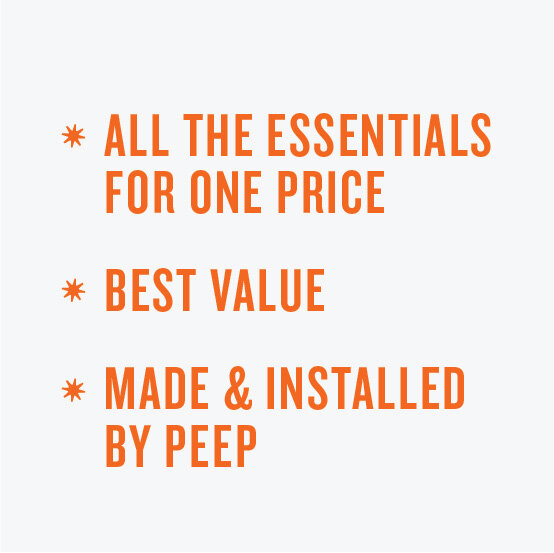 * ALL THE ESSENTIALS
FOR ONE PRICE
* BEST VALUE
* MADE & INSTALLED
BY PEEP